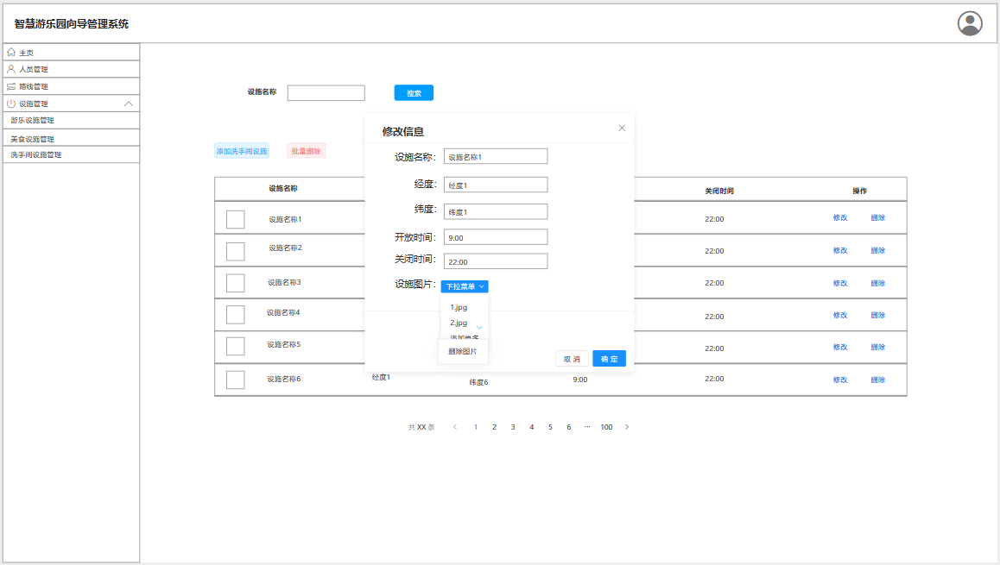 智慧游乐园向导管理系统
主页
人员管理
路线管理
设施管理
游乐设施管理
美食设施管理
洗手间设施管理
设施名称
搜索
添加洗手间设施
批量删除
设施名称 关闭时间 操作
设施名称1 22:00 修改 删除
设施名称2 22:00 修改 删除
设施名称3 22:00 修改 删除
设施名称4 22:00 修改 删除
设施名称5 22:00 修改 删除
设施名称6 经度1 纬度6 9:00 22:00 修改 删除
修改信息
设施名称: 设施名称1
经度: 经度1
纬度: 纬度1
开放时间: 9:00
关闭时间: 22:00
设施图片: 下拉菜单
1.jpg
2.jpg
添加更多
删除图片
取 消 确 定
共 XX 条 1 2 3 4 5 6 ··· 100